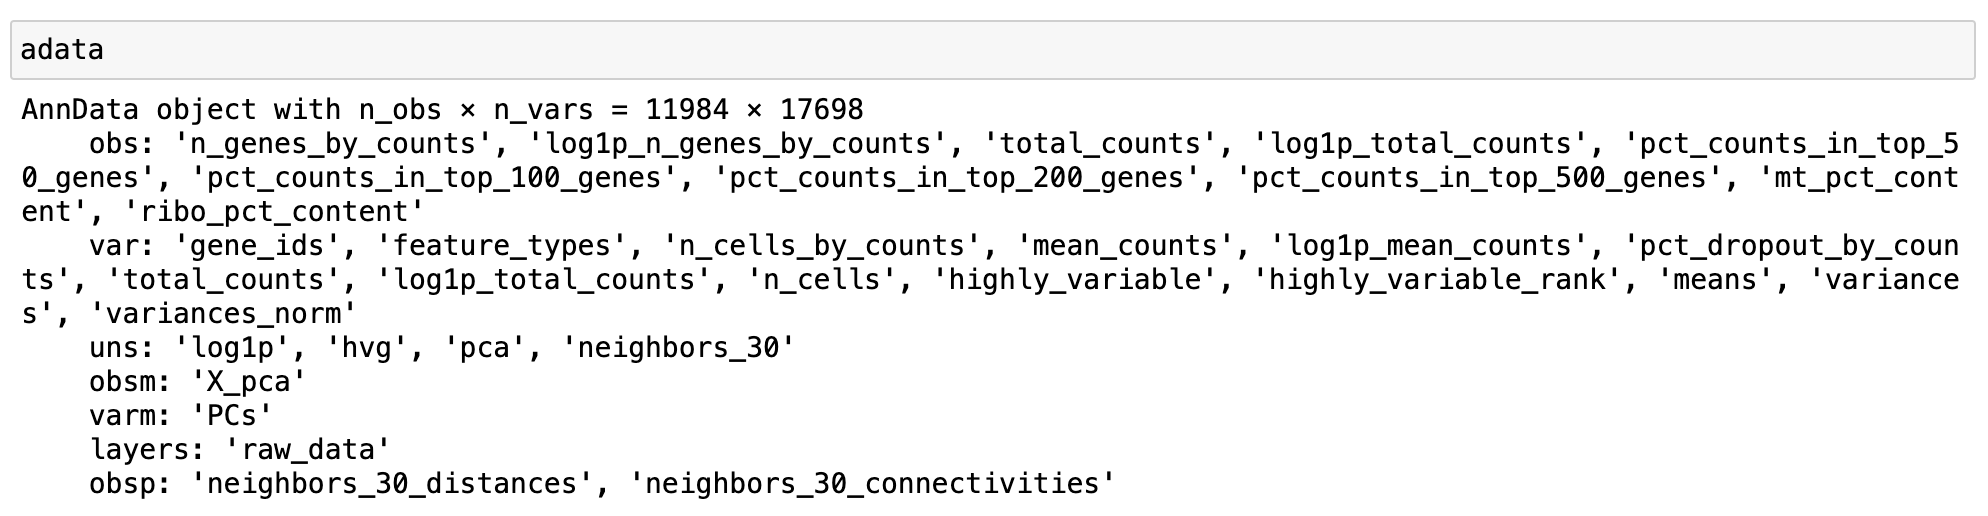 adata
AnnData object with n_obs × n_vars = 11984 × 17698
    obs: 'n_genes_by_counts', 'log1p_n_genes_by_counts', 'total_counts', 'log1p_total_counts', 'pct_counts_in_top_5
0_genes', 'pct_counts_in_top_100_genes', 'pct_counts_in_top_200_genes', 'pct_counts_in_top_500_genes', 'mt_pct_cont
ent', 'ribo_pct_content'
    var: 'gene_ids', 'feature_types', 'n_cells_by_counts', 'mean_counts', 'log1p_mean_counts', 'pct_dropout_by_coun
ts', 'total_counts', 'log1p_total_counts', 'n_cells', 'highly_variable', 'highly_variable_rank', 'means', 'variance
s', 'variances_norm'
    uns: 'log1p', 'hvg', 'pca', 'neighbors_30'
    obsm: 'X_pca'
    varm: 'PCs'
    layers: 'raw_data'
    obsp: 'neighbors_30_distances', 'neighbors_30_connectivities'